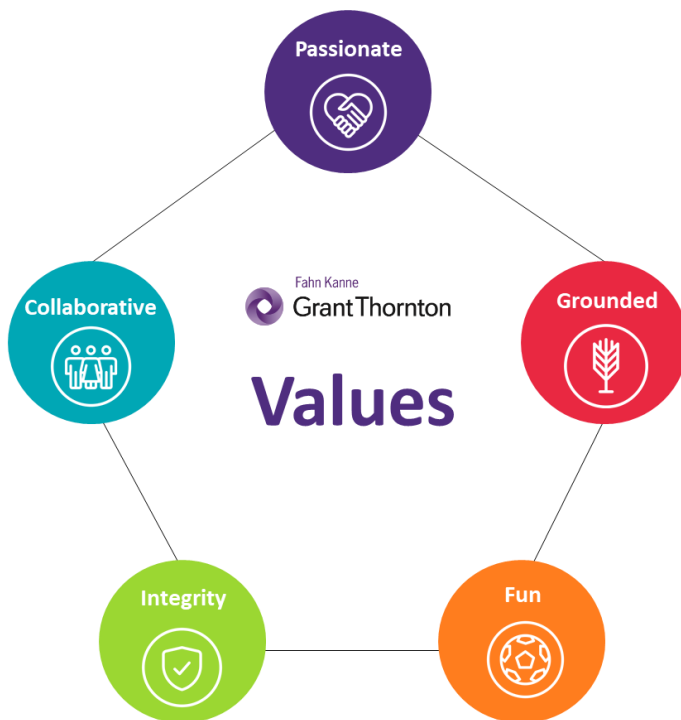 Passionate
Collaborative
Grounded
Fahn Kanne
GrantThornton
Values
Integrity
Fun